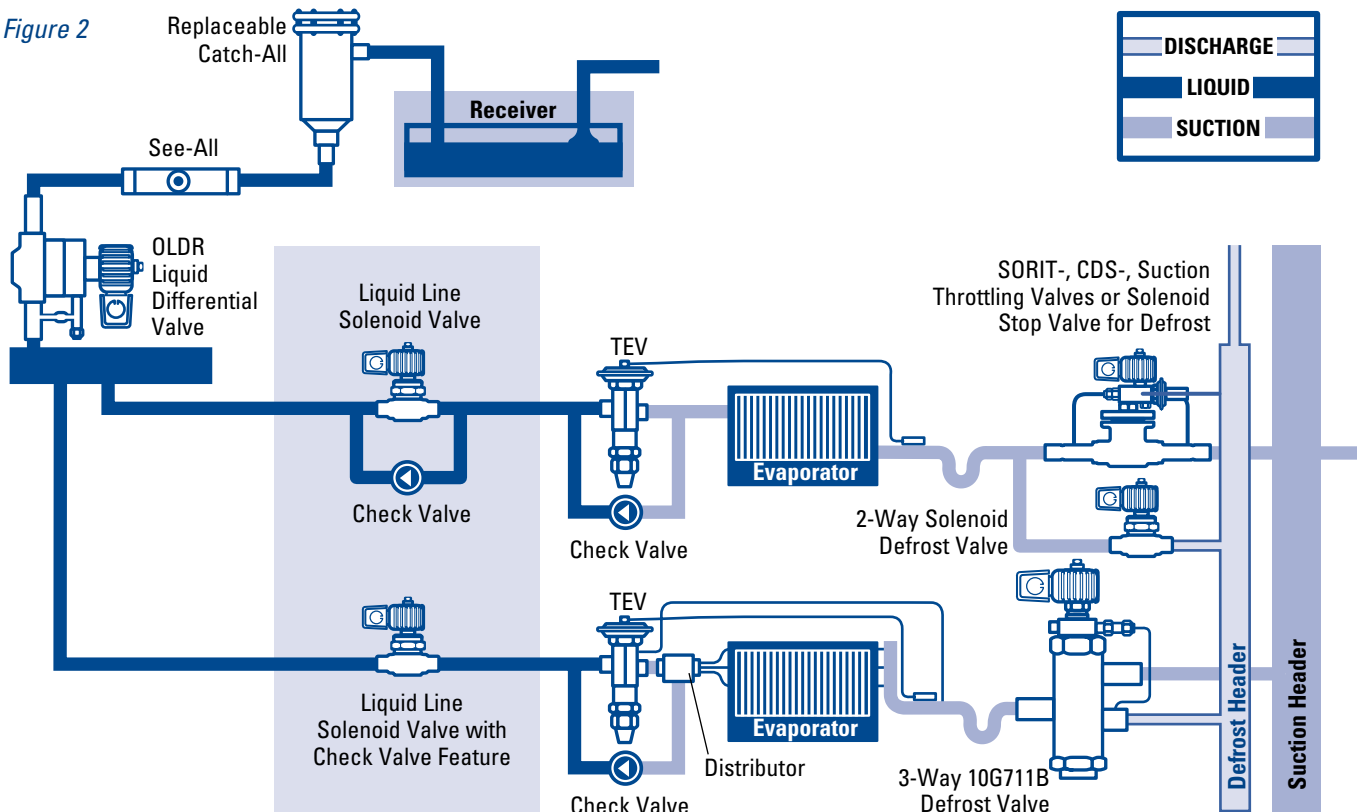 Figure 2
Replaceable
Catch-All
Receiver
DISCHARGE
LIQUID
SUCTION
See-All
OLDR
Liquid
Differential
Valve
Liquid Line
Solenoid Valve
TEV
SORIT-, CDS-, Suction
Throttling Valves or Solenoid
Stop Valve for Defrost
Evaporator
Check Valve
Check Valve
2-Way Solenoid
Defrost Valve
TEV
Liquid Line
Solenoid Valve with
Check Valve Feature
Evaporator
Distributor
Check Valve
3-Way 10G711B
Defrost Valve
Defrost Header
Suction Header